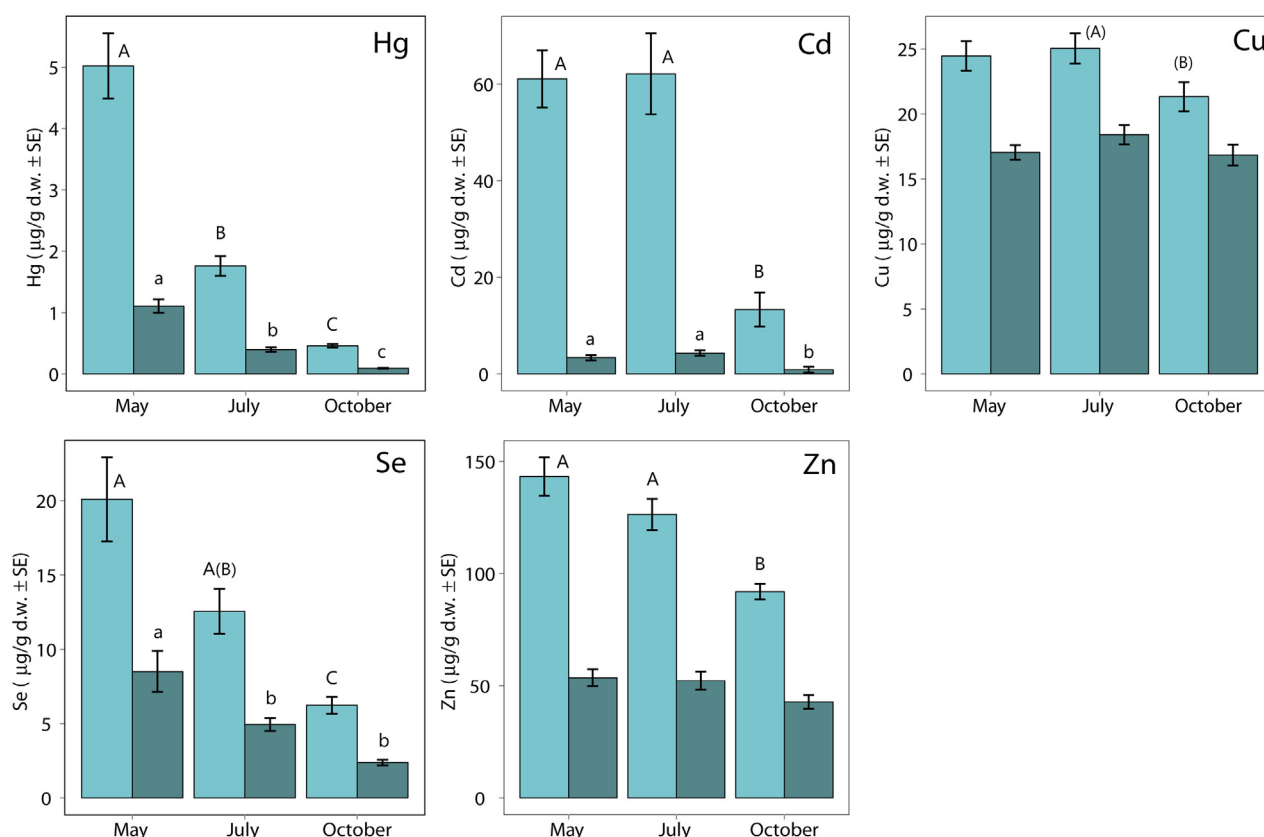 Hg
Hg ( µg/g d.w. ± SE)
5
4
3
2
1
0
A
a
B
b
C
c
May
July
October
Cd
Cd ( µg/g d.w. ± SE)
60
40
20
0
A
a
A
a
B
b
May
July
October
Cu
Cu ( µg/g d.w. ± SE)
25
20
15
10
5
0
(A)
(B)
May
July
October
Se
Se ( µg/g d.w. ± SE)
20
15
10
5
0
A
a
A(B)
b
C
b
May
July
October
Zn
Zn ( µg/g d.w. ± SE)
150
100
50
0
A
A
B
May
July
October